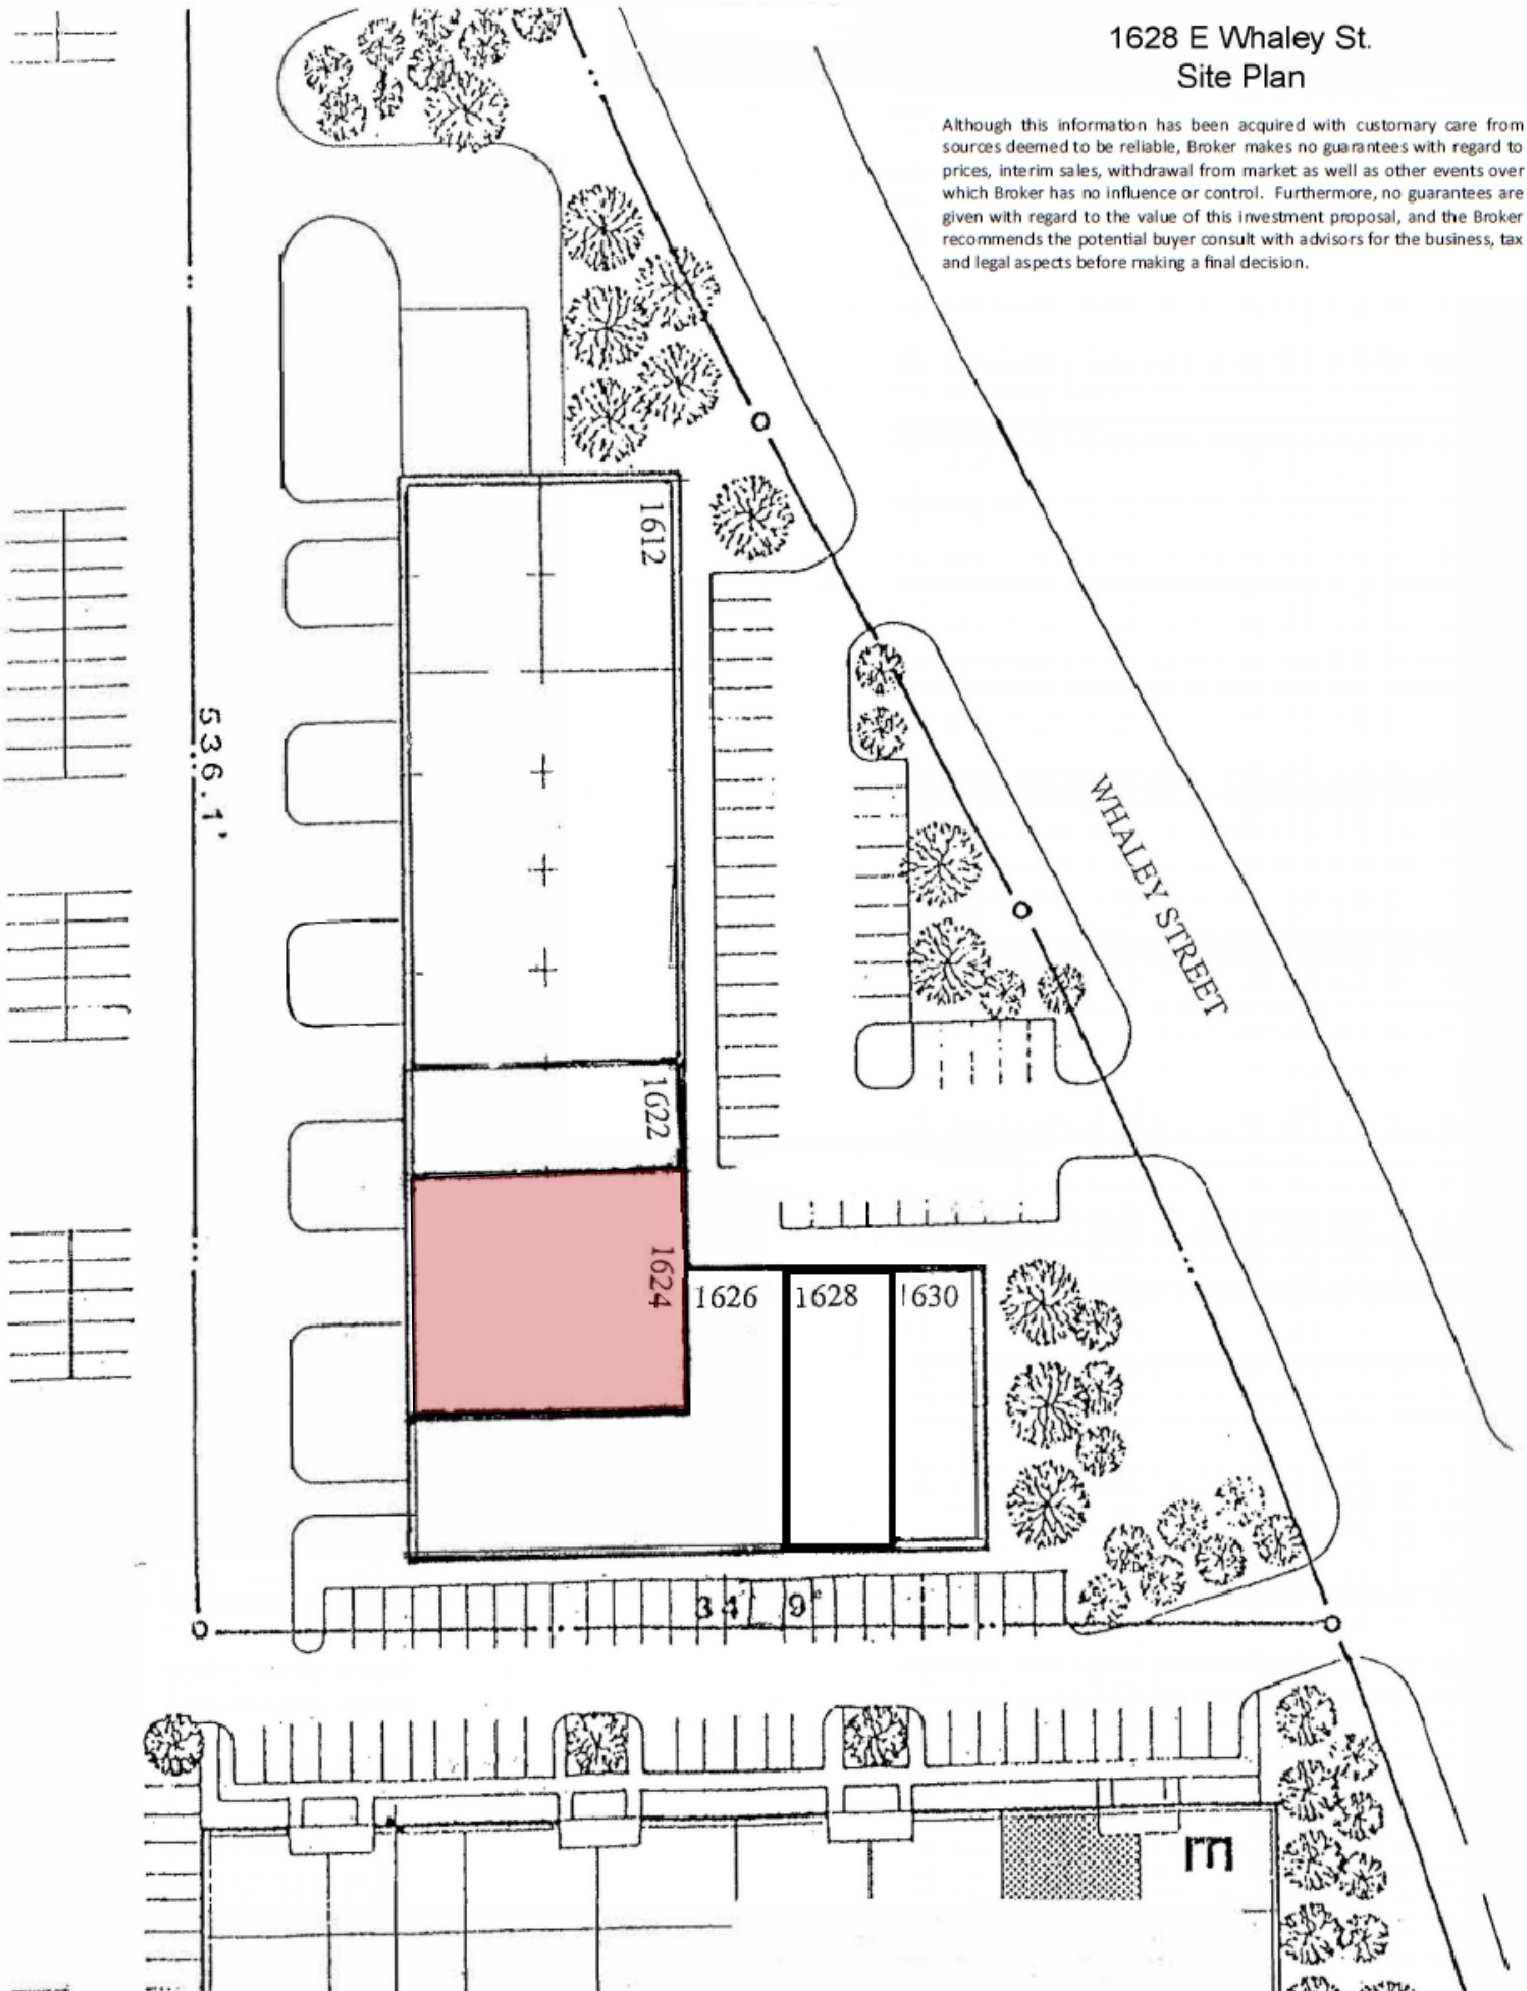 1628 E Whaley St.
Site Plan
Although this information has been acquired with customary care from
sources deemed to be reliable, Broker makes no guarantees with regard to
prices, interim sales, withdrawal from market as well as other events over
which Broker has no influence or control. Furthermore, no guarantees are
given with regard to the value of this investment proposal, and the Broker
recommends the potential buyer consult with advisors for the business, tax
and legal aspects before making a final decision.
1612
536.1'
WHALEY STREET
1622
1624
1626
1628
1630
E